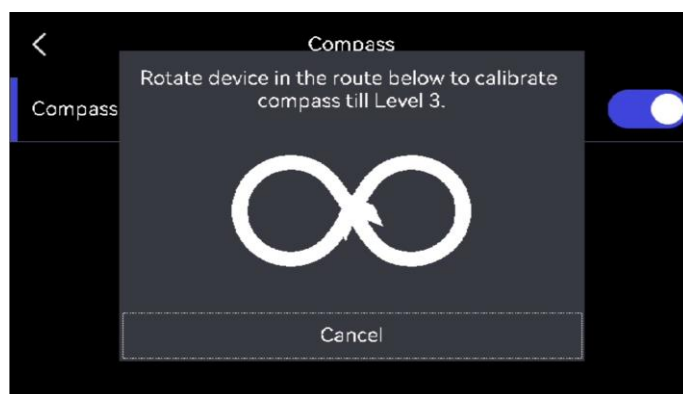 Compass
Rotate device in the route below to calibrate
compass till Level 3.
Compass
Cancel